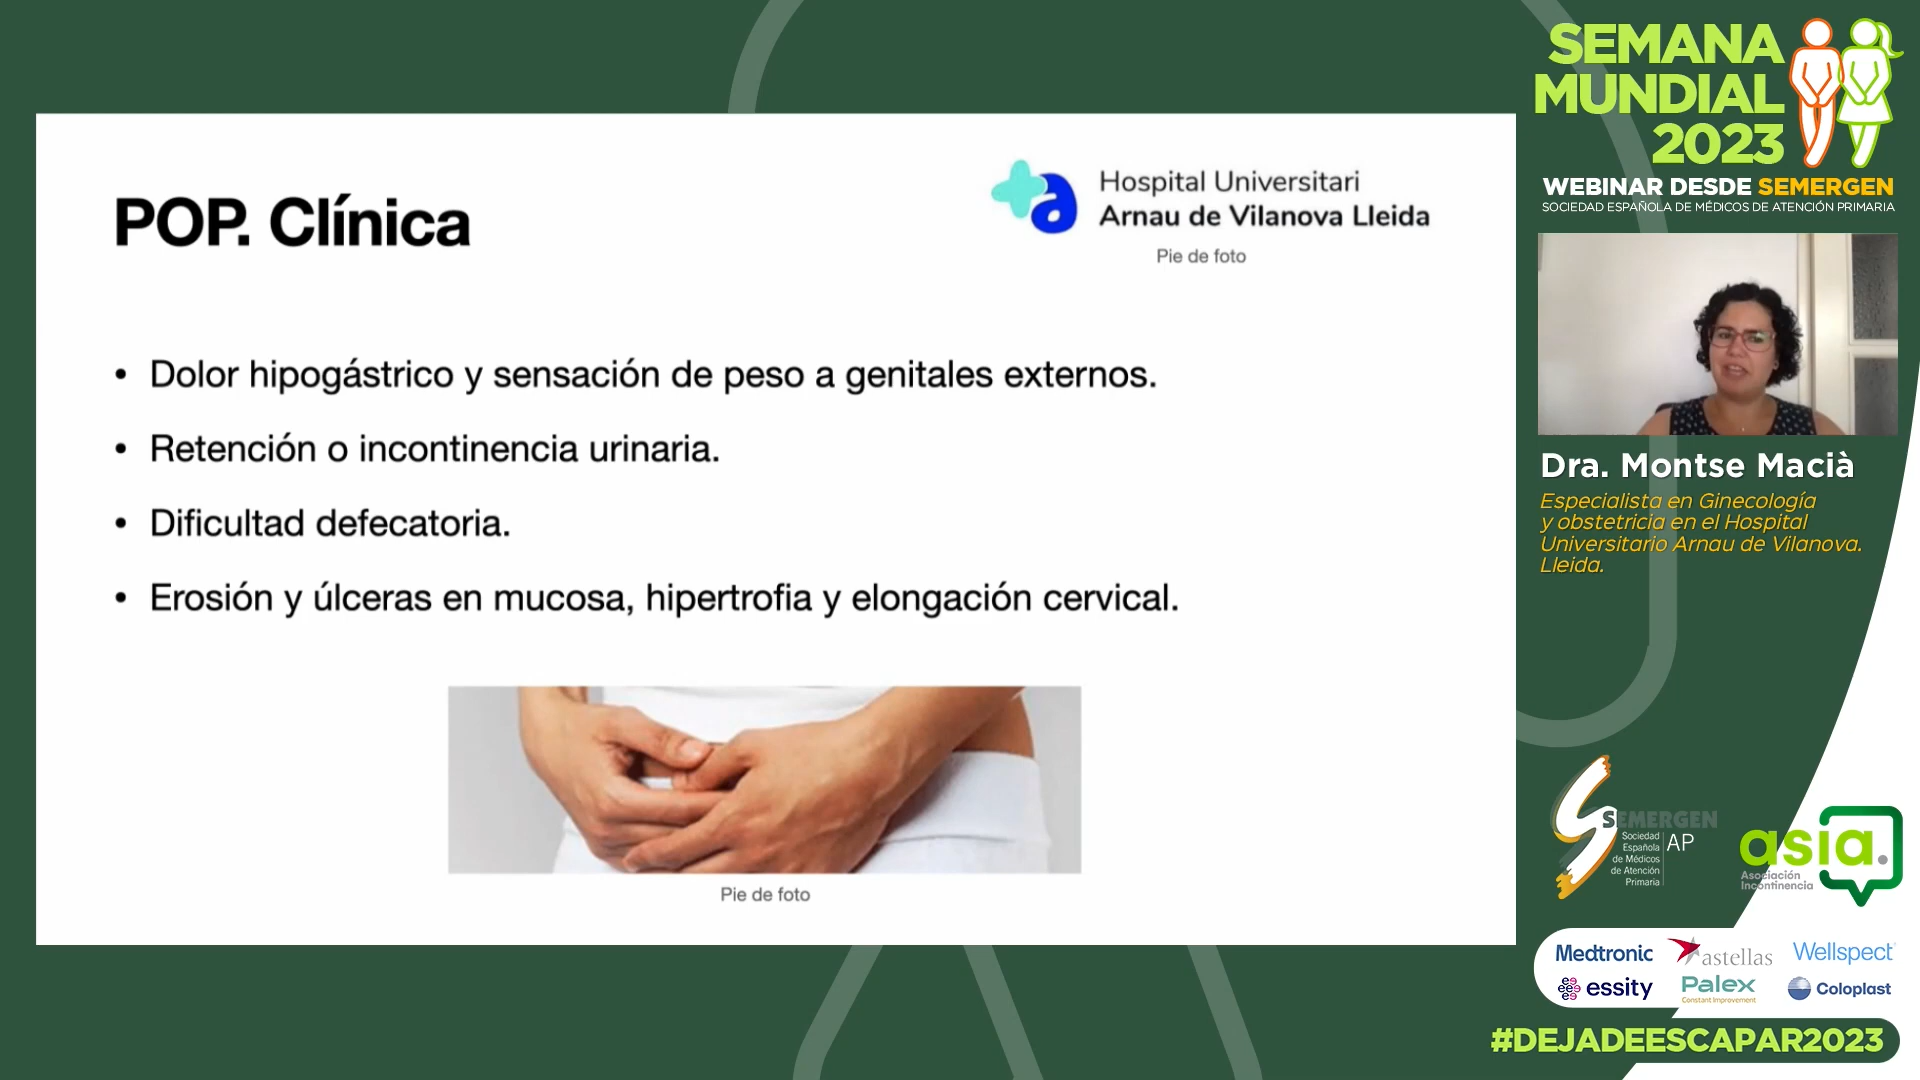 POP. Clínica
Hospital Universitari
Arnau de Vilanova Lleida
Pie de foto
• Dolor hipogástrico y sensación de peso a genitales externos.
• Retención o incontinencia urinaria.
• Dificultad defecatoria.
• Erosión y úlceras en mucosa, hipertrofia y elongación cervical.
Pie de foto
SEMANA
MUNDIAL
2023
WEBINAR DESDE SEMERGEN
SOCIEDAD ESPAÑOLA DE MÉDICOS DE ATENCIÓN PRIMARIA
Dra. Montse Macià
Especialista en Ginecología
y obstetricia en el Hospital
Universitario Arnau de Vilanova.
Lleida.
SEMERGEN
Sociedad
Española
de Médicos
de Atención
Primaria
AP
asia.
Asociación
Incontinencia
Medtronic
astellas
Wellspect
essity
Palex
Constant Improvement
Coloplast
#DEJADEESCAPAR2023